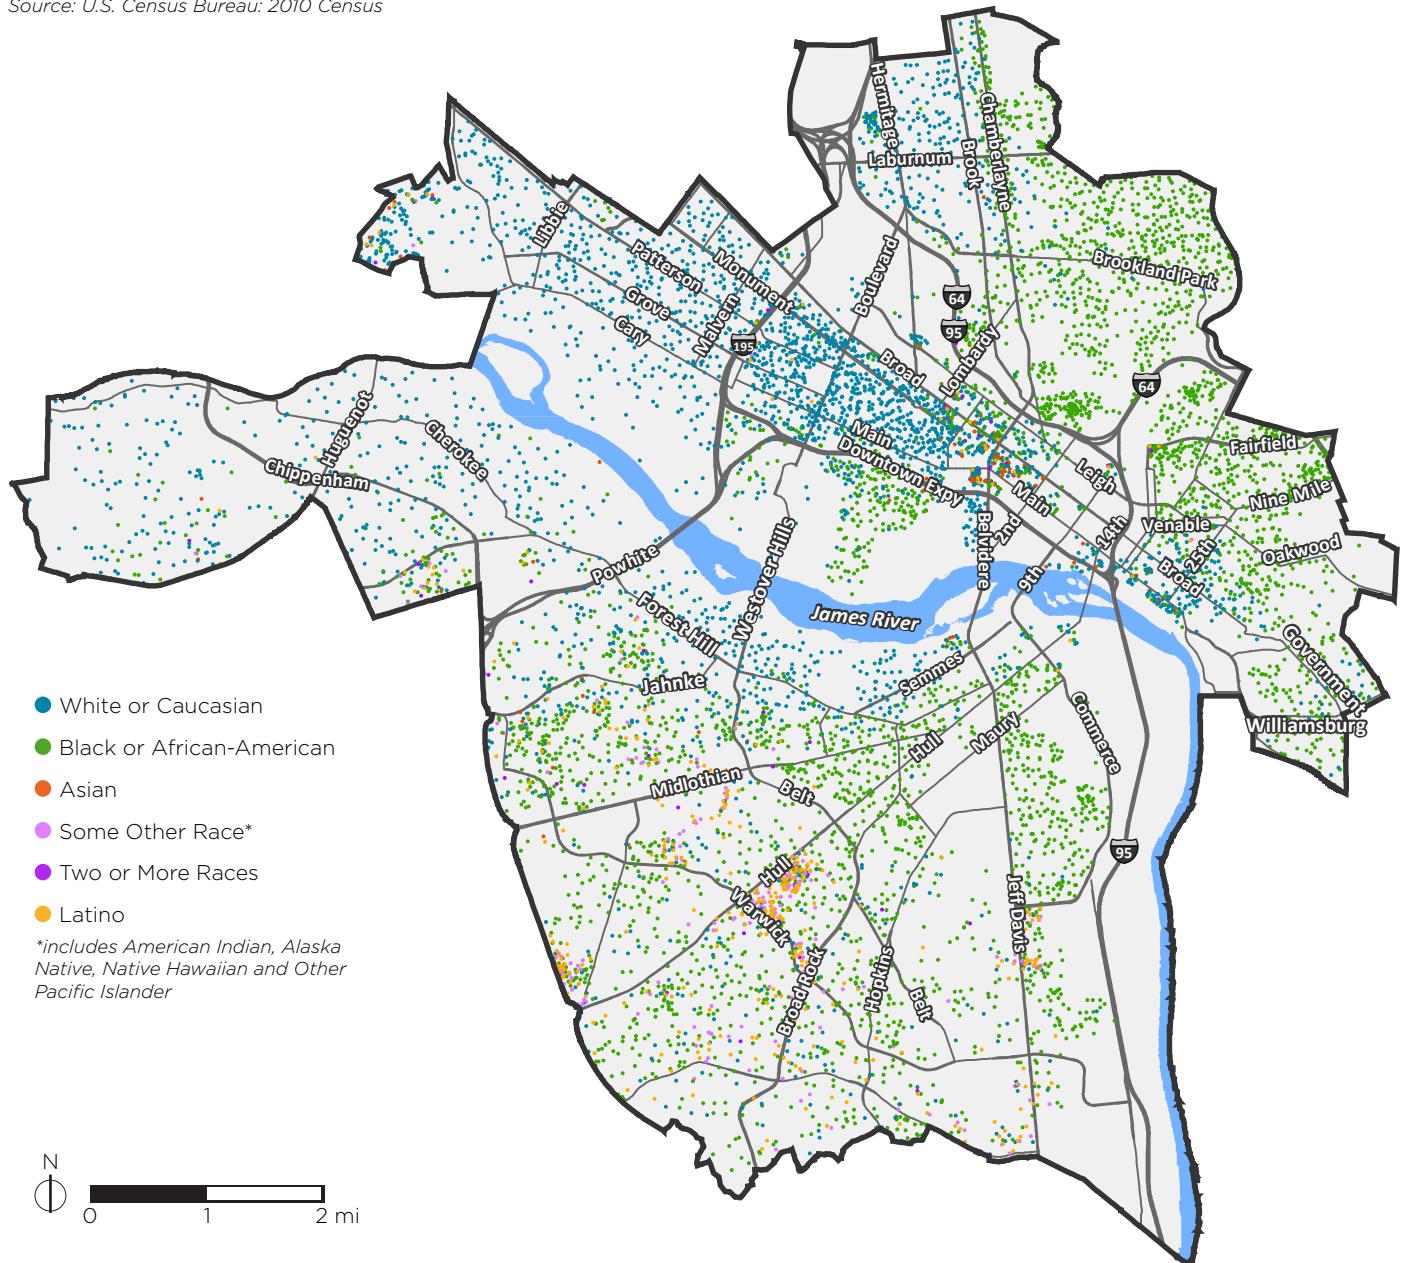 Source: U.S. Census Bureau: 2010 Census
Hermitage
Chamberlayne
Laburnum
Brook
Libbie
Patterson
Monument
Boulevard
Brookland Park
Grove
Malvern
64
95
Cary
195
Broad
Lombardy
64
Huguenot
Cherokee
Main
Fairfield
Chippenham
Downtown Expy
Leigh
Nine Mile
Main
2nd
14th
Venable
Belvidere
25th
Oakwood
Powhite
Westover Hills
9th
Broad
Forest Hill
James River
Government
Semmes
Jahnke
Williamsburg
Commerce
Maury
Hull
Midlothian
Belt
95
Hull
Warwick
Jeff Davis
Broad Rock
Hopkins
Belt
White or Caucasian
Black or African-American
Asian
Some Other Race*
Two or More Races
Latino
*includes American Indian, Alaska
Native, Native Hawaiian and Other
Pacific Islander
N
0 1 2 mi